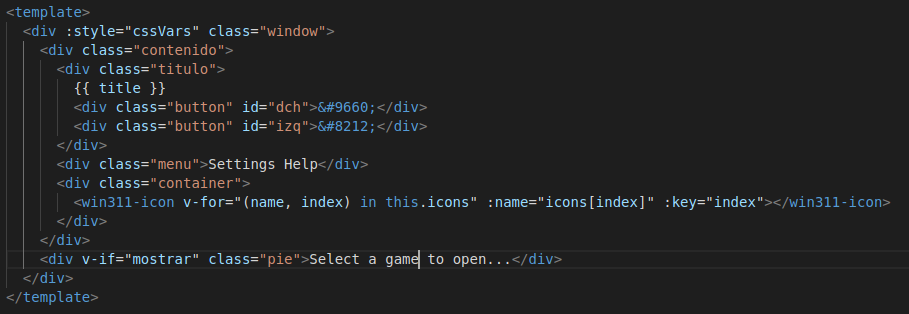 <template>
  <div :style="cssVars" class="window">
    <div class="contenido">
      <div class="titulo">
        {{ title }}
        <div class="button" id="dch">&#9660;</div>
        <div class="button" id="izq">&#8212;</div>
      </div>
      <div class="menu">Settings Help</div>
      <div class="container">
        <win311-icon v-for="(name, index) in this.icons" :name="icons[index]" :key="index"></win311-icon>
      </div>
    </div>
    <div v-if="mostrar" class="pie">Select a game to open...</div>
  </div>
</template>